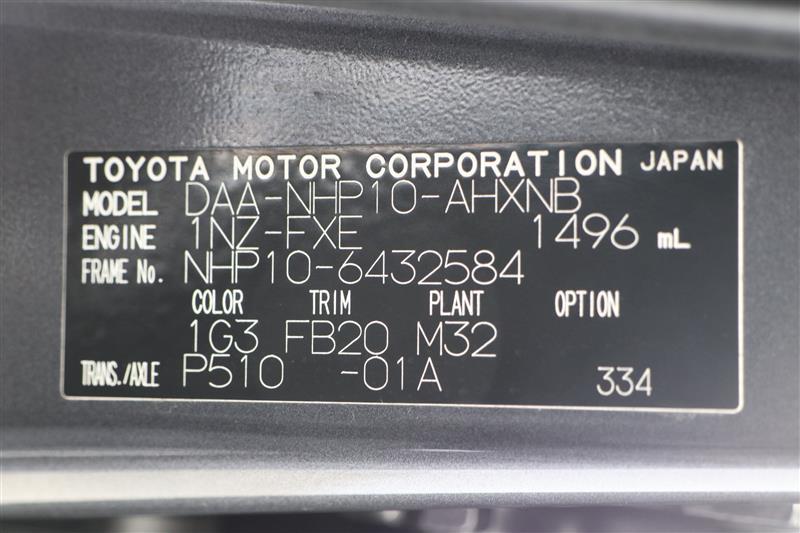 TOYOTA MOTOR CORPORATION JAPAN
MODEL DAA-NHP10-AHXNB
ENGINE 1NZ-FXE 1496 mL
FRAME No. NHP10-6432584
COLOR TRIM PLANT OPTION
1G3 FB20 M32
TRANS./AXLE P510 -01A 334